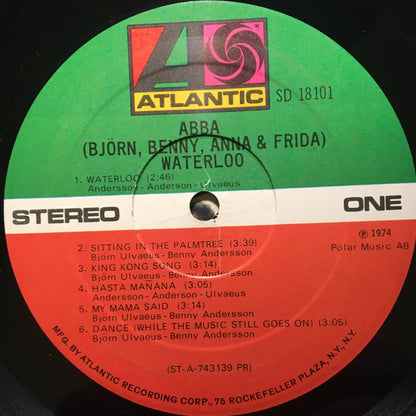 ATLANTIC SD 18101
ABBA
(BJÖRN, BENNY, ANNA & FRIDA)
WATERLOO
1. WATERLOO (2:46)
Andersson-Anderson-Ulvaeus
STEREO ONE
℗ 1974
Polar Music AB
2. SITTING IN THE PALMTREE (3:39)
Björn Ulvaeus-Benny Andersson
3. KING KONG SONG (3:14)
Björn Ulvaeus-Benny Andersson
4. HASTA MAÑANA (3:05)
Andersson-Anderson-Ulvaeus
5. MY MAMA SAID (3:14)
Björn Ulvaeus-Benny Andersson
6. DANCE (WHILE THE MUSIC STILL GOES ON) (3:05)
Björn Ulvaeus-Benny Andersson
(ST-A-743139 PR)
MFG. BY ATLANTIC RECORDING CORP., 75 ROCKEFELLER PLAZA, N.Y., N.Y.